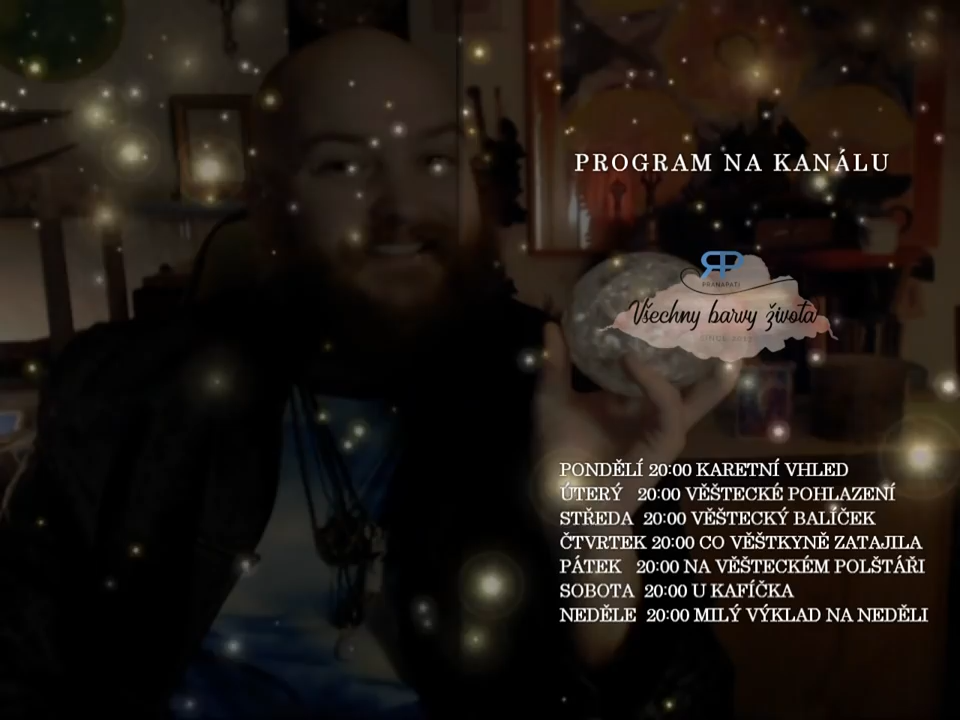 PROGRAM NA KANÁLU
RP
PRANAPATI
Všechny barvy života
SINCE
PONDĚLÍ 20:00 KARETNÍ VHLED
ÚTERÝ 20:00 VĚŠTECKÉ POHLAZENÍ
STŘEDA 20:00 VĚŠTECKÝ BALÍČEK
ČTVRTEK 20:00 CO VĚŠTKYNĚ ZATAJILA
PÁTEK 20:00 NA VĚŠTECKÉM POLŠTÁŘI
SOBOTA 20:00 U KAFÍČKA
NEDĚLE 20:00 MILÝ VÝKLAD NA NEDĚLI